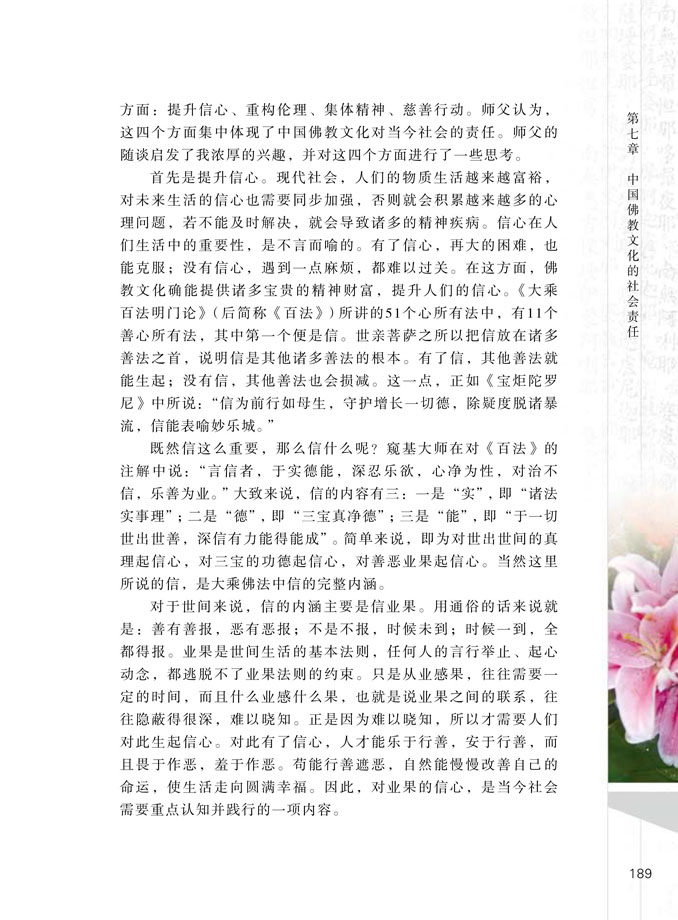 方面：提升信心、重构伦理、集体精神、慈善行动。师父认为，
这四个方面集中体现了中国佛教文化对当今社会的责任。师父的
随谈启发了我浓厚的兴趣，并对这四个方面进行了一些思考。
首先是提升信心。现代社会，人们的物质生活越来越富裕，
对未来生活的信心也需要同步加强，否则就会积累越来越多的心
理问题，若不能及时解决，就会导致诸多的精神疾病。信心在人
们生活中的重要性，是不言而喻的。有了信心，再大的困难，也
能克服；没有信心，遇到一点麻烦，都难以过关。在这方面，佛
教文化确能提供诸多宝贵的精神财富，提升人们的信心。《大乘
百法明门论》（后简称《百法》）所讲的51个心所有法中，有11个
善心所有法，其中第一个便是信。世亲菩萨之所以把信放在诸多
善法之首，说明信是其他诸多善法的根本。有了信，其他善法就
能生起；没有信，其他善法也会损减。这一点，正如《宝炬陀罗
尼》中所说：“信为前行如母生，守护增长一切德，除疑度脱诸暴
流，信能表喻妙乐城。”
既然信这么重要，那么信什么呢？窥基大师在对《百法》的
注解中说：“言信者，于实德能，深忍乐欲，心净为性，对治不
信，乐善为业。”大致来说，信的内容有三：一是“实”，即“诸法
实事理”；二是“德”，即“三宝真净德”；三是“能”，即“于一切
世出世善，深信有力能得能成”。简单来说，即为对世出世间的真
理起信心，对三宝的功德起信心，对善恶业果起信心。当然这里
所说的信，是大乘佛法中信的完整内涵。
对于世间来说，信的内涵主要是信业果。用通俗的话来说就
是：善有善报，恶有恶报；不是不报，时候未到；时候一到，全
都得报。业果是世间生活的基本法则，任何人的言行举止、起心
动念，都逃脱不了业果法则的约束。只是从业感果，往往需要一
定的时间，而且什么业感什么果，也就是说业果之间的联系，往
往隐蔽得很深，难以晓知。正是因为难以晓知，所以才需要人们
对此生起信心。对此有了信心，人才能乐于行善，安于行善，而
且畏于作恶，羞于作恶。苟能行善遮恶，自然能慢慢改善自己的
命运，使生活走向圆满幸福。因此，对业果的信心，是当今社会
需要重点认知并践行的一项内容。
第七章 中国佛教文化的社会责任
189